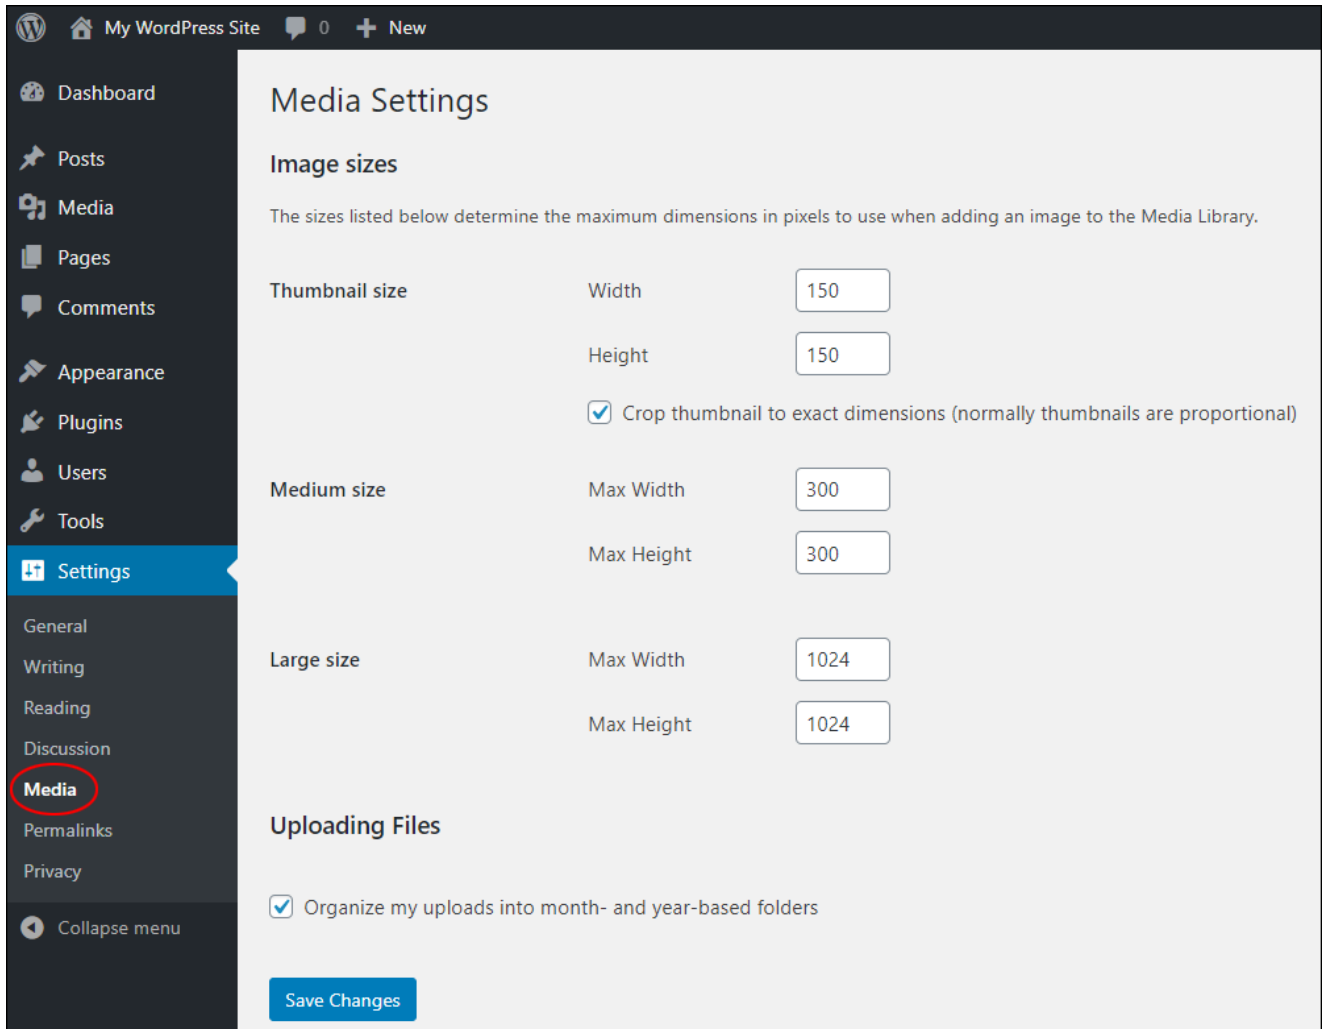 My WordPress Site 0 New
Dashboard
Posts
Media
Pages
Comments
Appearance
Plugins
Users
Tools
Settings
General
Writing
Reading
Discussion
Media
Permalinks
Privacy
Collapse menu
Media Settings
Image sizes
The sizes listed below determine the maximum dimensions in pixels to use when adding an image to the Media Library.
Thumbnail size Width 150
Height 150
Crop thumbnail to exact dimensions (normally thumbnails are proportional)
Medium size Max Width 300
Max Height 300
Large size Max Width 1024
Max Height 1024
Uploading Files
Organize my uploads into month- and year-based folders
Save Changes